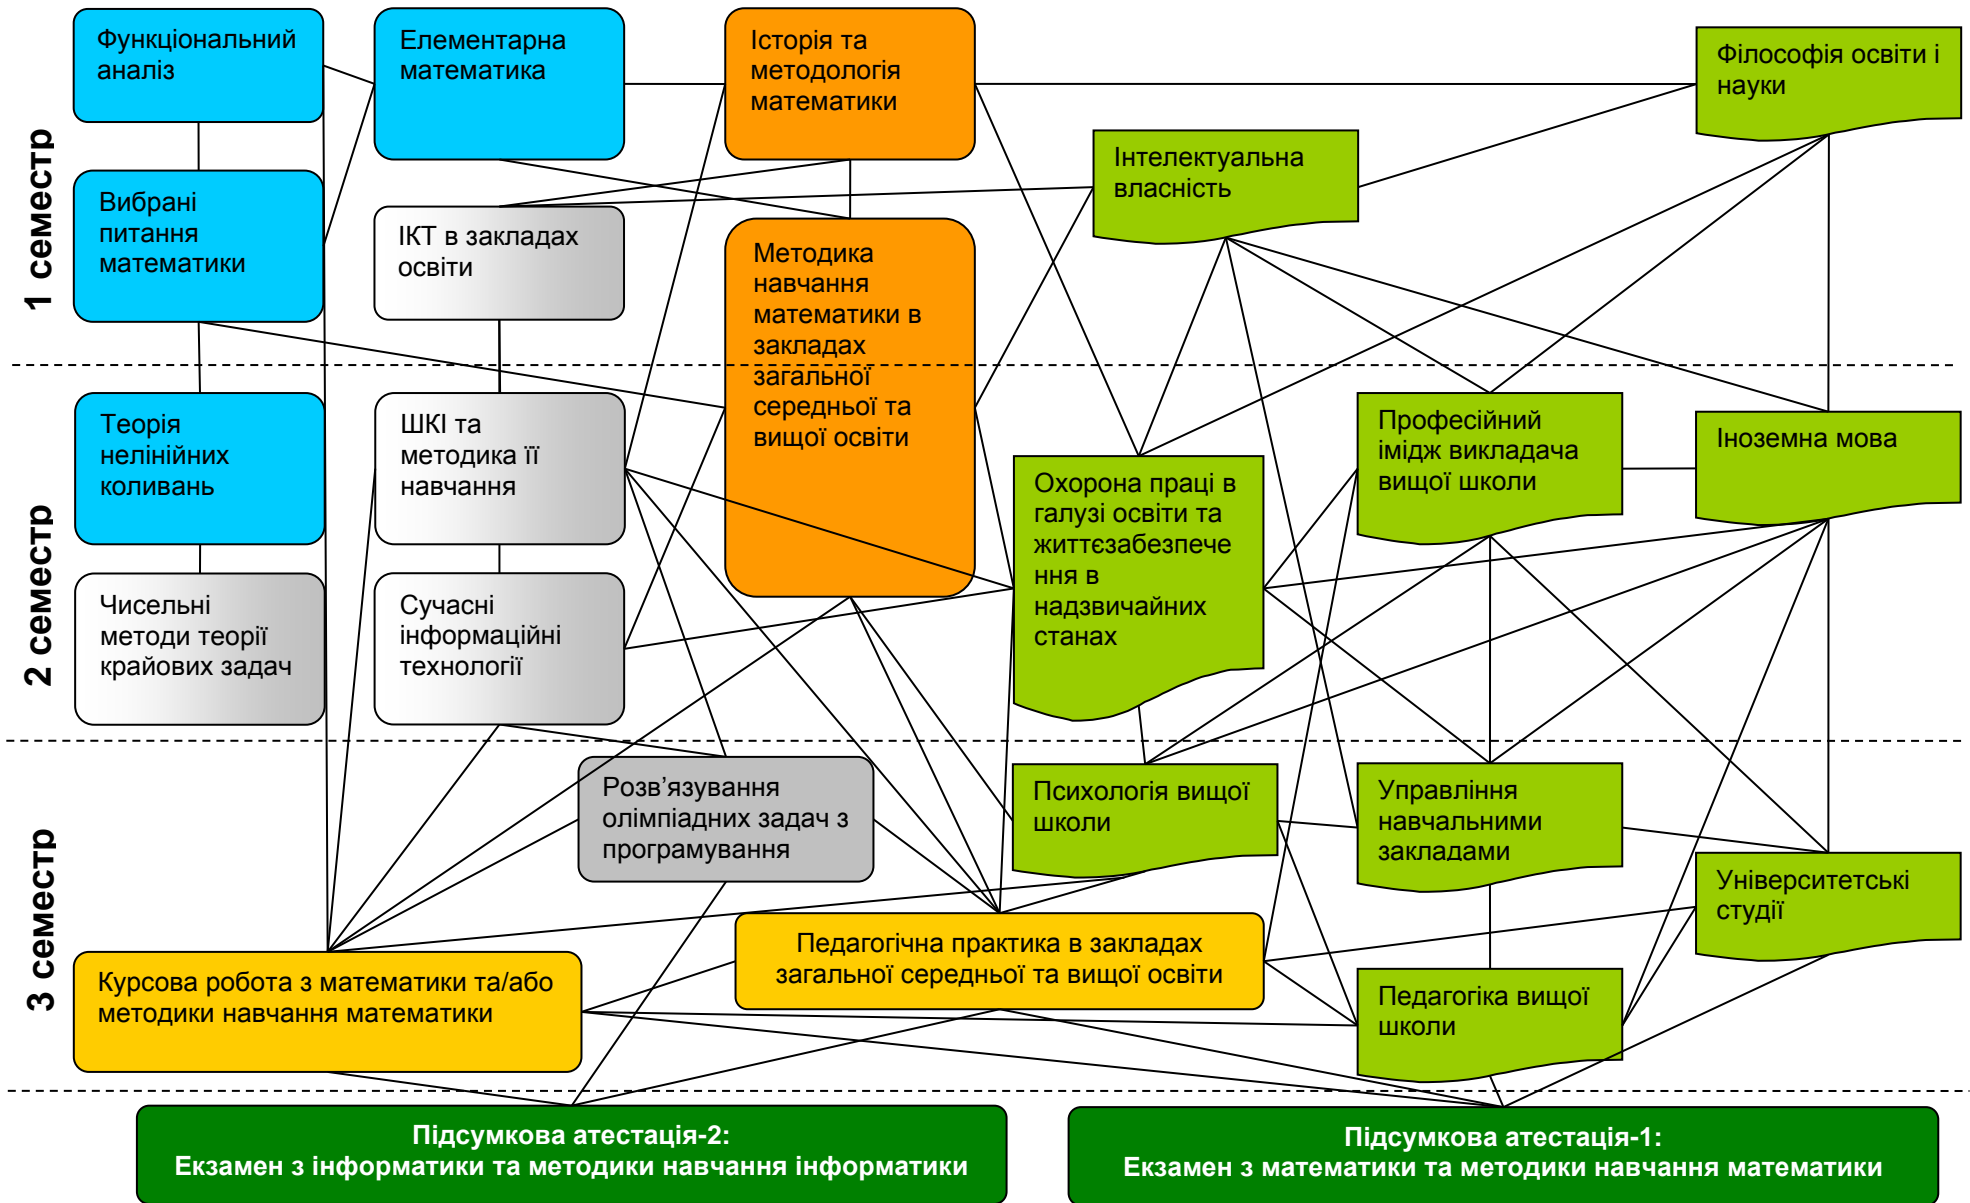 1 семестр
Функціональний
аналіз
Елементарна
математика
Історія та
методологія
математики
Філософія освіти і
науки
Інтелектуальна
власність
Вибрані
питання
математики
ІКТ в закладах
освіти
Методика
навчання
математики в
закладах
загальної
середньої та
вищої освіти
2 семестр
Теорія
нелінійних
коливань
ШКІ та
методика її
навчання
Охорона праці в
галузі освіти та
життєзабезпече
ння в
надзвичайних
станах
Професійний
імідж викладача
вищої школи
Іноземна мова
Чисельні
методи теорії
крайових задач
Сучасні
інформаційні
технології
3 семестр
Розв’язування
олімпіадних задач з
програмування
Психологія вищої
школи
Управління
навчальними
закладами
Університетські
студії
Курсова робота з математики та/або
методики навчання математики
Педагогічна практика в закладах
загальної середньої та вищої освіти
Педагогіка вищої
школи
Підсумкова атестація-2:
Екзамен з інформатики та методики навчання інформатики
Підсумкова атестація-1:
Екзамен з математики та методики навчання математики